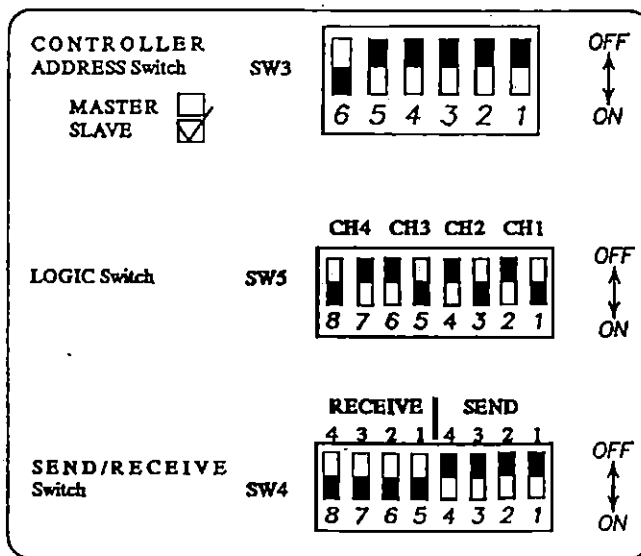 CONTROLLER
ADDRESS Switch SW3
MASTER
SLAVE
6 5 4 3 2 1
OFF
ON
CH4 CH3 CH2 CH1
LOGIC Switch SW5
8 7 6 5 4 3 2 1
OFF
ON
RECEIVE SEND
4 3 2 1 4 3 2 1
SEND/RECEIVE
Switch SW4
8 7 6 5 4 3 2 1
OFF
ON